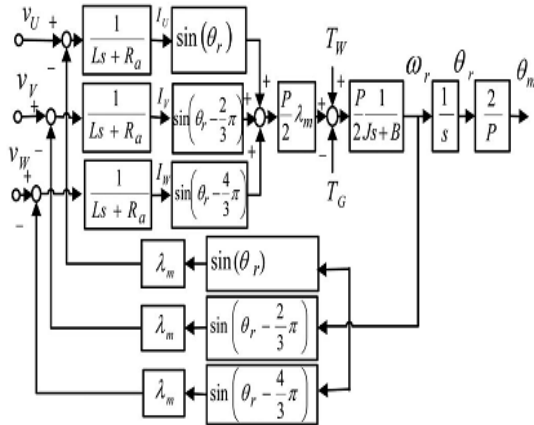 v_U + − 1/(Ls + R_a) I_U sin(θ_r)
v_V + − 1/(Ls + R_a) I_V sin(θ_r − 2/3 π)
v_W + − 1/(Ls + R_a) I_W sin(θ_r − 4/3 π)
+ + + P/2 λ_m + T_W + − T_G P/2 1/(Js + B) ω_r 1/s θ_r 2/P θ_m
λ_m sin(θ_r)
λ_m sin(θ_r − 2/3 π)
λ_m sin(θ_r − 4/3 π)